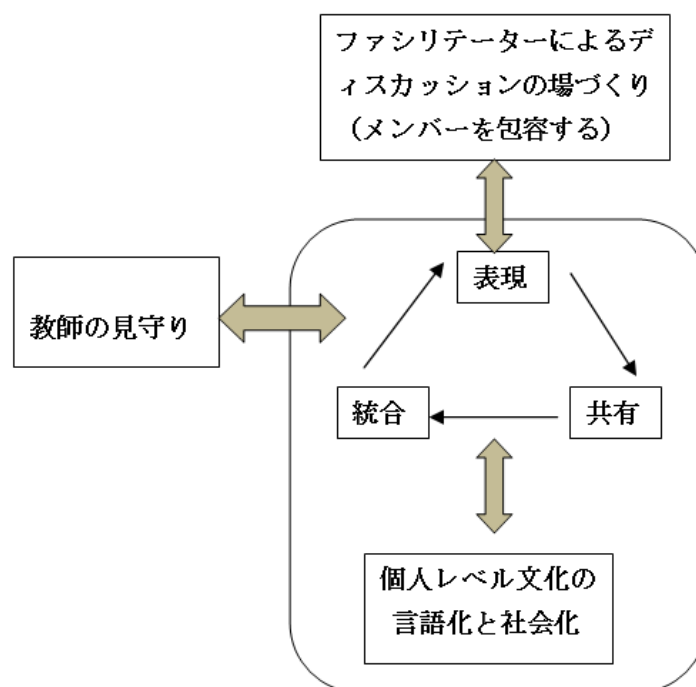 ファシリテーターによるデ
ィスカッションの場づくり
（メンバーを包容する）
表現
教師の見守り
統合
共有
個人レベル文化の
言語化と社会化